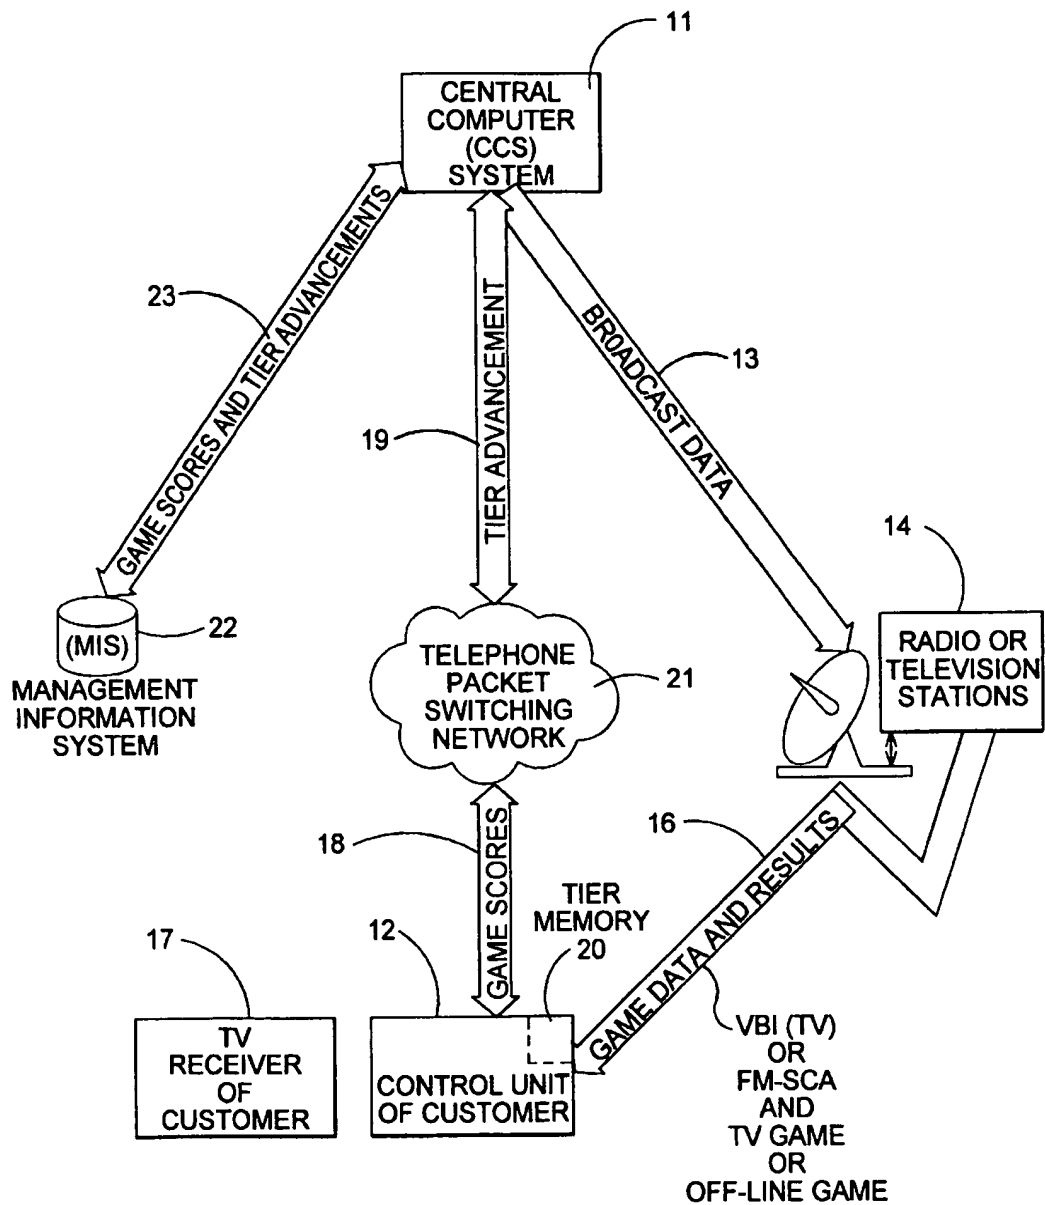 11
CENTRAL
COMPUTER
(CCS)
SYSTEM
23
GAME SCORES AND TIER ADVANCEMENTS
19
TIER ADVANCEMENT
BROADCAST DATA
13
14
RADIO OR
TELEVISION
STATIONS
(MIS)
22
MANAGEMENT
INFORMATION
SYSTEM
TELEPHONE
PACKET
SWITCHING
NETWORK
21
18
GAME SCORES
16
GAME DATA AND RESULTS
TIER
MEMORY
20
17
12
TV
RECEIVER
OF
CUSTOMER
CONTROL UNIT
OF CUSTOMER
VBI (TV)
OR
FM-SCA
AND
TV GAME
OR
OFF-LINE GAME